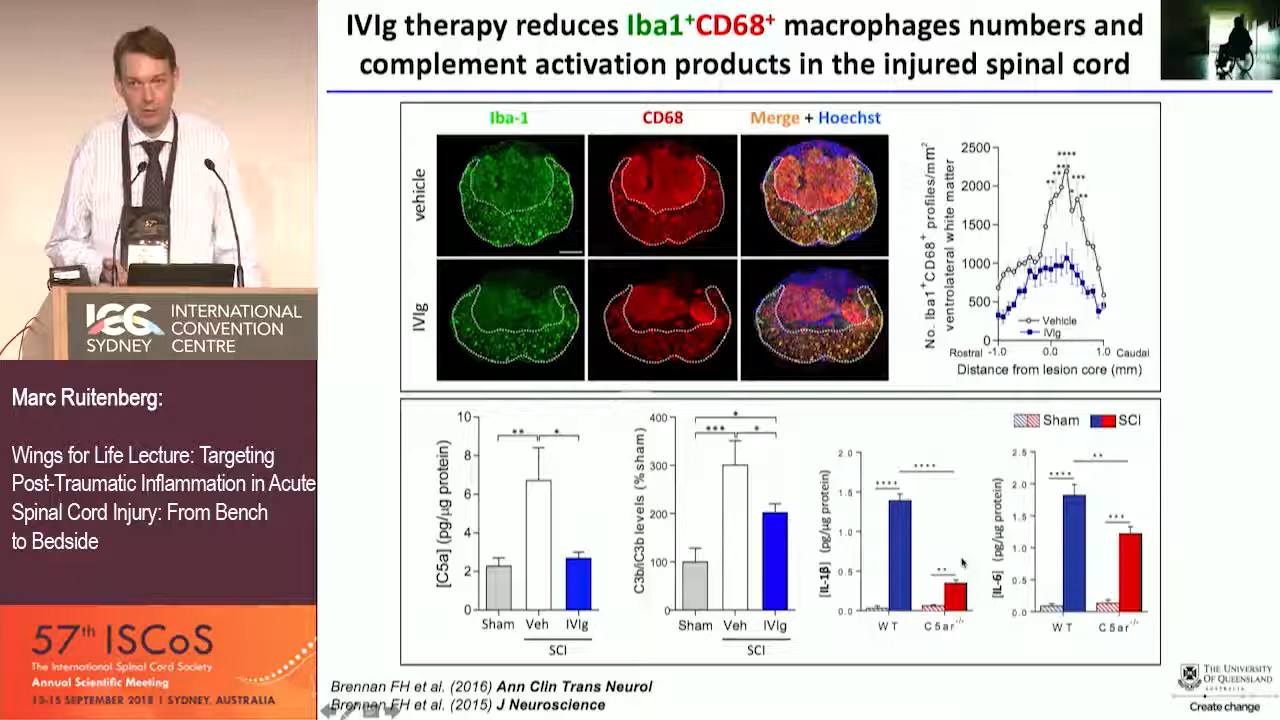 IVIg therapy reduces Iba1+CD68+ macrophages numbers and
complement activation products in the injured spinal cord
Iba-1
CD68
Merge + Hoechst
vehicle
IVIg
No. Iba1+CD68+ profiles/mm2
ventrolateral white matter
2500
2000
1500
1000
500
0
****
***
**
***
**
Vehicle
IVIg
Rostral -1.0 0.0 1.0 Caudal
Distance from lesion core (mm)
[C5a] (pg/µg protein)
10
8
6
4
2
0
** *
Sham Veh IVIg
SCI
C3b/iC3b levels (% sham)
400
300
200
100
0
*
*** *
Sham Veh IVIg
SCI
Sham SCI
[IL-1β] (pg/µg protein)
2.0
1.5
1.0
0.5
0.0
****
****
**
WT C5ar-/-
[IL-6] (pg/µg protein)
2.5
2.0
1.5
1.0
0.5
0.0
**
****
***
WT C5ar-/-
Brennan FH et al. (2016) Ann Clin Trans Neurol
Brennan FH et al. (2015) J Neuroscience
THE UNIVERSITY
OF QUEENSLAND
AUSTRALIA
Create change
57th
ICC
SYDNEY
INTERNATIONAL
CONVENTION
CENTRE
Marc Ruitenberg:
Wings for Life Lecture: Targeting
Post-Traumatic Inflammation in Acute
Spinal Cord Injury: From Bench
to Bedside
57th ISCoS
The International Spinal Cord Society
Annual Scientific Meeting
13-15 SEPTEMBER 2018 | SYDNEY, AUSTRALIA